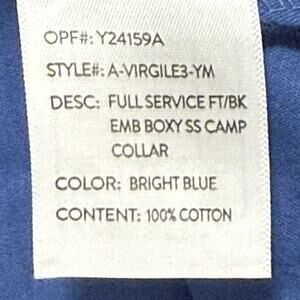 OPF#: Y24159A
STYLE#: A-VIRGILE3-YM
DESC: FULL SERVICE FT/BK
EMB BOXY SS CAMP
COLLAR
COLOR: BRIGHT BLUE
CONTENT: 100% COTTON